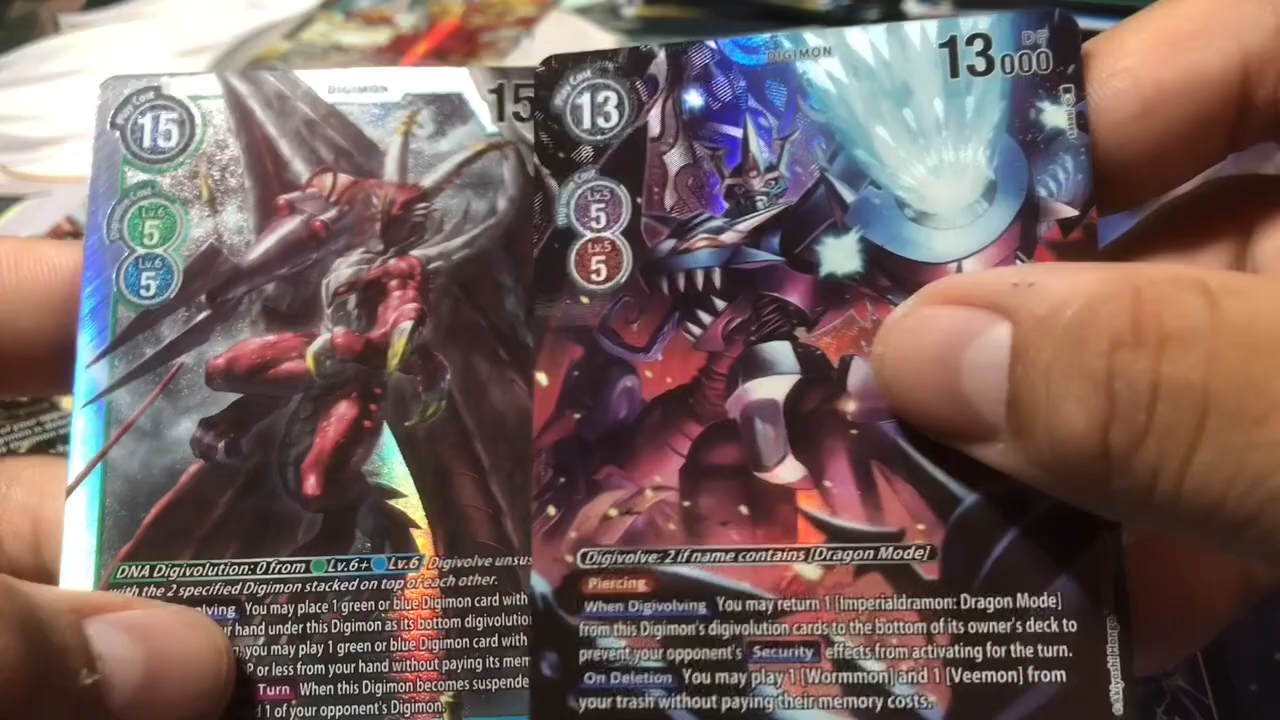 DIGIMON
Play Cost
15
15
Lv.6
5
Lv.6
5
DNA Digivolution: 0 from Lv.6+ Lv.6 Digivolve
with the 2 specified Digimon stacked on top of each other.
You may place 1 green or blue Digimon card with
hand under this Digimon as its bottom
you may play 1 green or blue Digimon card with
or less from your hand without paying its
Turn When this Digimon becomes
1 of your opponent's Digimon.
DIGIMON
Play Cost
13
DP
13000
Lv.5
5
Lv.5
5
Digivolve: 2 if name contains [Dragon Mode]
Piercing
When Digivolving You may return 1 [Imperialdramon: Dragon Mode]
from this Digimon's digivolution cards to the bottom of its owner's deck to
prevent your opponent's Security effects from activating for the turn.
On Deletion You may play 1 [Wormmon] and 1 [Veemon] from
your trash without paying their memory costs.